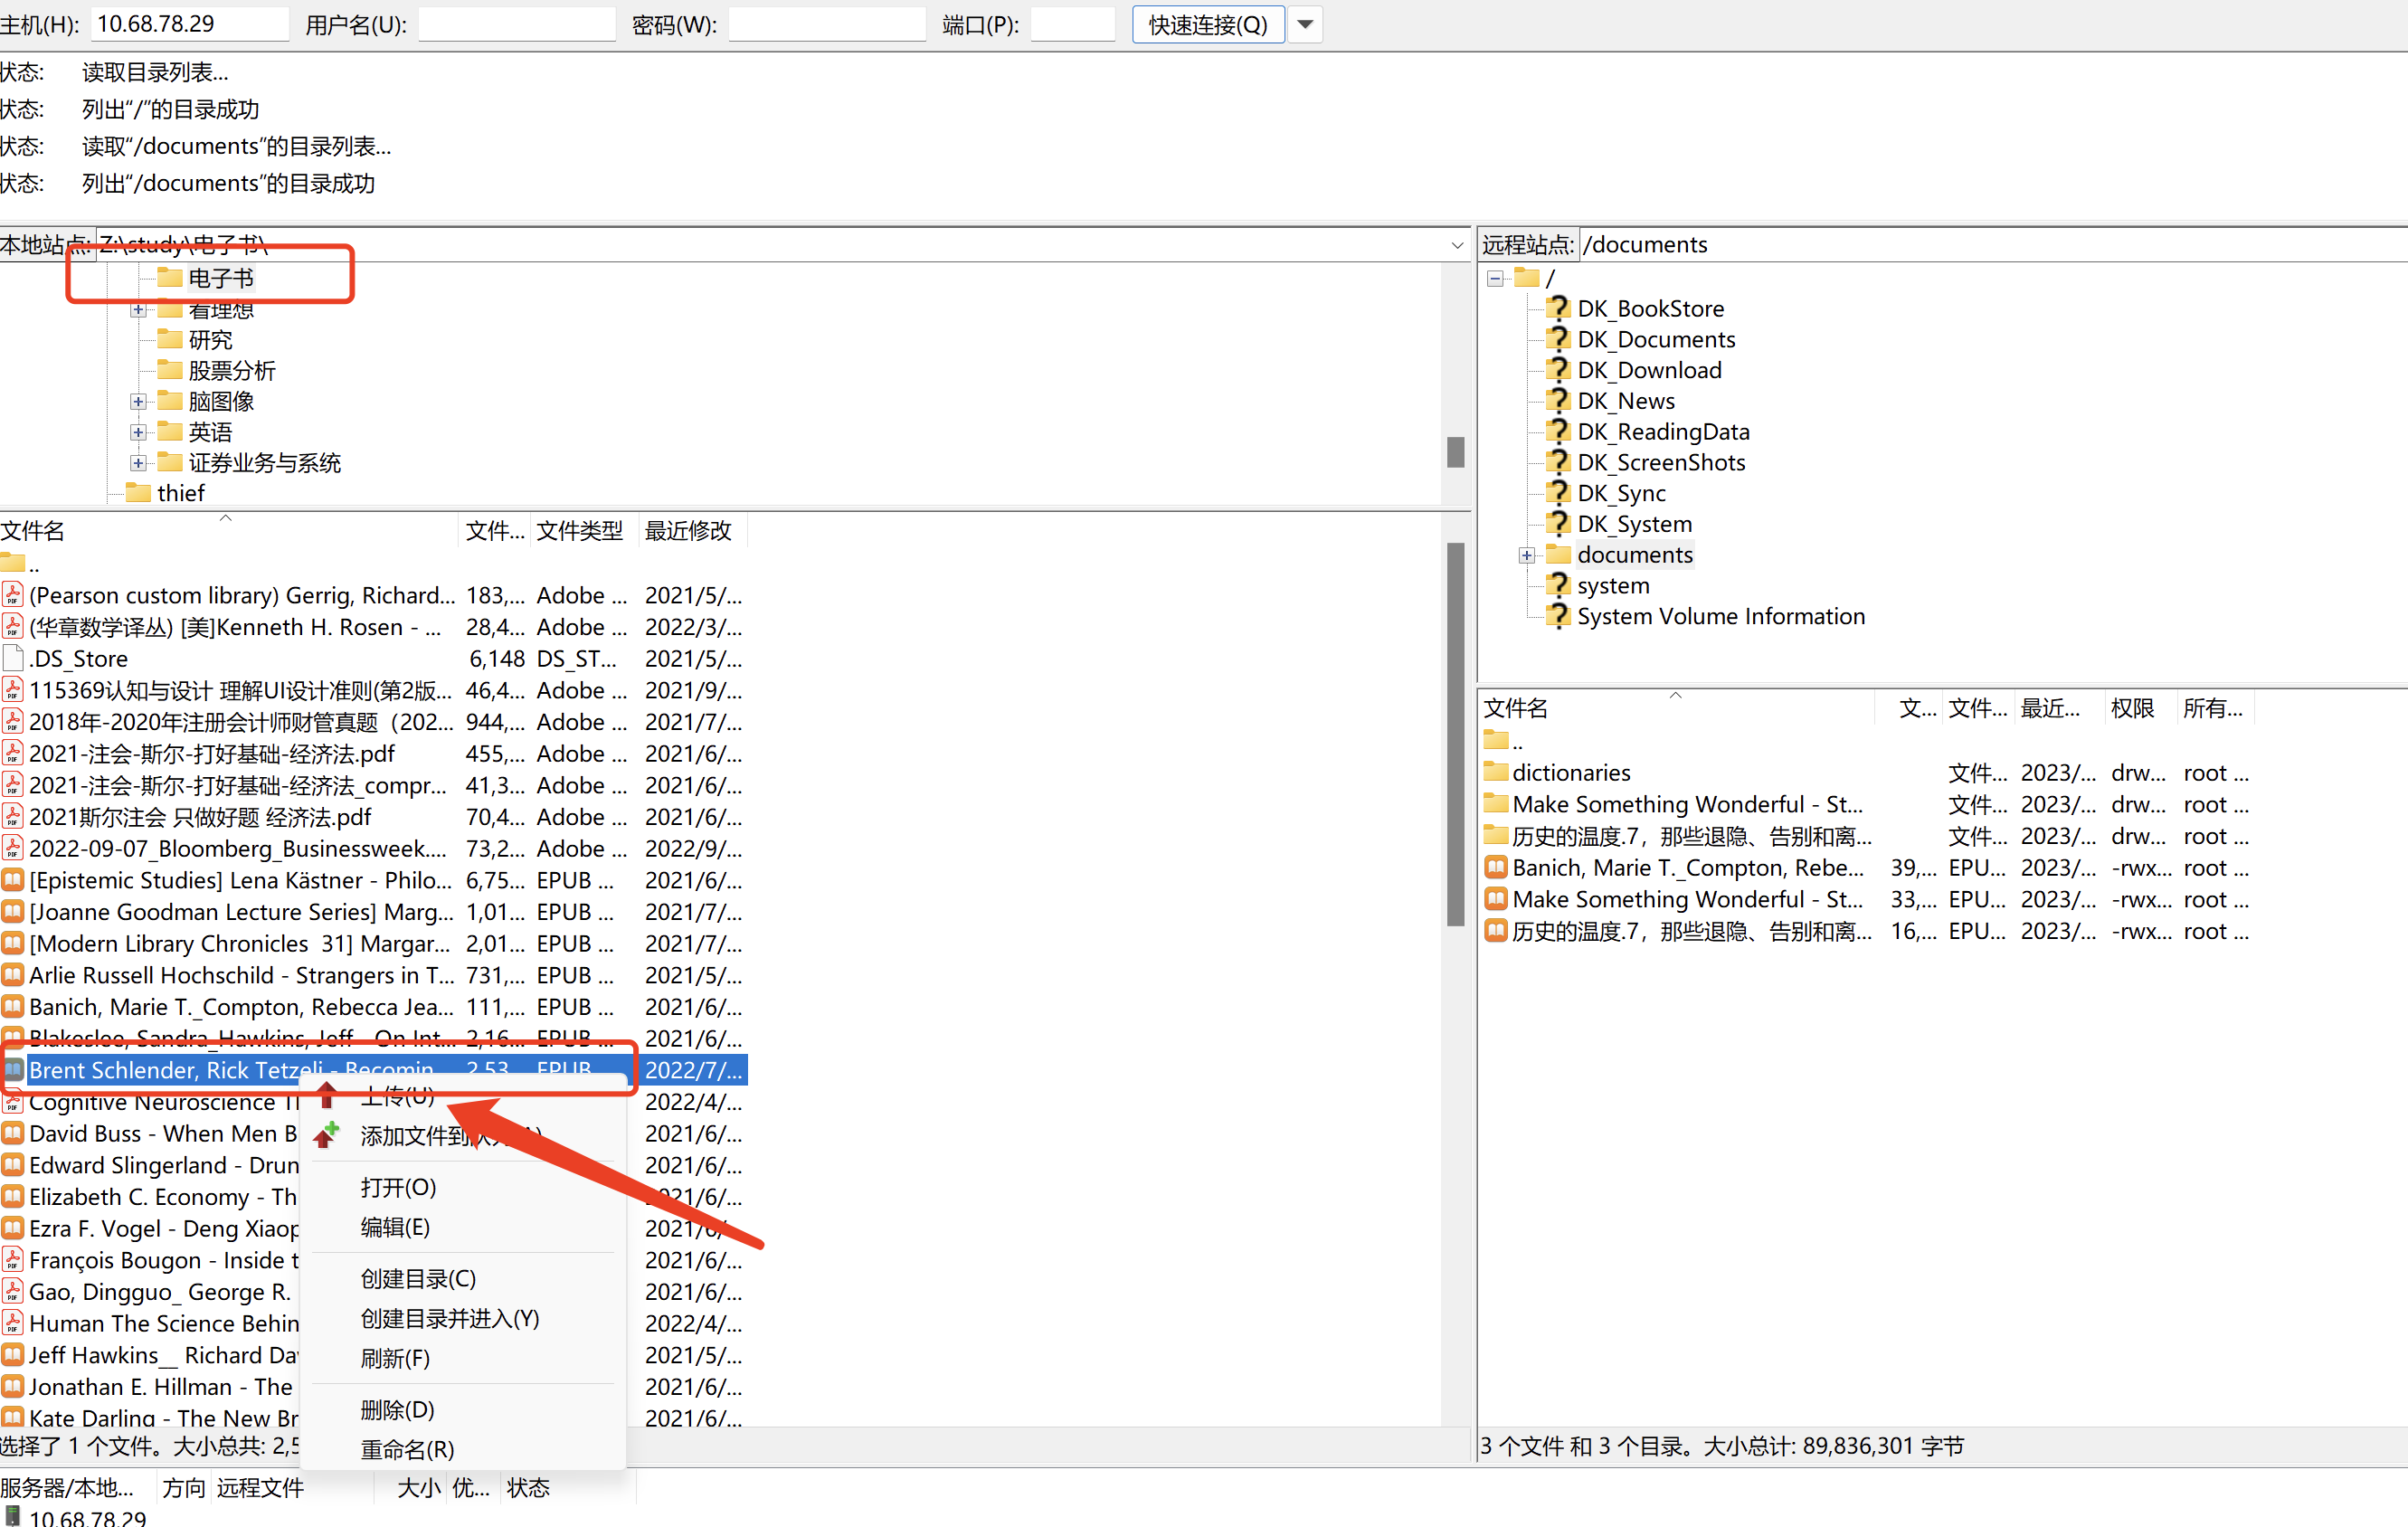 主机(H): 10.68.78.29 用户名(U): 密码(W): 端口(P): 快速连接(Q)
状态: 读取目录列表...
状态: 列出“/”的目录成功
状态: 读取“/documents”的目录列表...
状态: 列出“/documents”的目录成功
本地站点: Z:\study\电子书\
电子书
看理想
研究
股票分析
脑图像
英语
证券业务与系统
thief
文件名 文件... 文件类型 最近修改
..
(Pearson custom library) Gerrig, Richard... 183,... Adobe ... 2021/5/...
(华章数学译丛) [美]Kenneth H. Rosen - ... 28,4... Adobe ... 2022/3/...
.DS_Store 6,148 DS_ST... 2021/5/...
115369认知与设计 理解UI设计准则(第2版... 46,4... Adobe ... 2021/9/...
2018年-2020年注册会计师财管真题（202... 944,... Adobe ... 2021/7/...
2021-注会-斯尔-打好基础-经济法.pdf 455,... Adobe ... 2021/6/...
2021-注会-斯尔-打好基础-经济法_compr... 41,3... Adobe ... 2021/6/...
2021斯尔注会 只做好题 经济法.pdf 70,4... Adobe ... 2021/6/...
2022-09-07_Bloomberg_Businessweek.... 73,2... Adobe ... 2022/9/...
[Epistemic Studies] Lena Kästner - Philo... 6,75... EPUB ... 2021/6/...
[Joanne Goodman Lecture Series] Marg... 1,01... EPUB ... 2021/7/...
[Modern Library Chronicles 31] Margar... 2,01... EPUB ... 2021/7/...
Arlie Russell Hochschild - Strangers in T... 731,... EPUB ... 2021/5/...
Banich, Marie T._Compton, Rebecca Jea... 111,... EPUB ... 2021/6/...
Blakeslee, Sandra_Hawkins, Jeff - On Int... 2,16... EPUB ... 2021/6/...
Brent Schlender, Rick Tetzeli - Becomin... 2,53... EPUB ... 2022/7/...
Cognitive Neuroscience 2022/4/...
David Buss - When Men B 2021/6/...
Edward Slingerland - Drun 2021/6/...
Elizabeth C. Economy - Th 2021/6/...
Ezra F. Vogel - Deng Xiaop 2021/6/...
François Bougon - Inside t 2021/6/...
Gao, Dingguo_ George R. 2021/6/...
Human The Science Behin 2022/4/...
Jeff Hawkins__ Richard Da 2021/5/...
Jonathan E. Hillman - The 2021/6/...
Kate Darling - The New Br 2021/6/...
上传(U)
添加文件到队列(A)
打开(O)
编辑(E)
创建目录(C)
创建目录并进入(Y)
刷新(F)
删除(D)
重命名(R)
选择了 1 个文件。大小总共: 2,5
远程站点: /documents
/
DK_BookStore
DK_Documents
DK_Download
DK_News
DK_ReadingData
DK_ScreenShots
DK_Sync
DK_System
documents
system
System Volume Information
文件名 文... 文件... 最近... 权限 所有...
..
dictionaries 文件... 2023/... drw... root ...
Make Something Wonderful - St... 文件... 2023/... drw... root ...
历史的温度.7，那些退隐、告别和离... 文件... 2023/... drw... root ...
Banich, Marie T._Compton, Rebe... 39,... EPU... 2023/... -rwx... root ...
Make Something Wonderful - St... 33,... EPU... 2023/... -rwx... root ...
历史的温度.7，那些退隐、告别和离... 16,... EPU... 2023/... -rwx... root ...
3 个文件 和 3 个目录。大小总计: 89,836,301 字节
服务器/本地... 方向 远程文件 大小 优... 状态
10.68.78.29